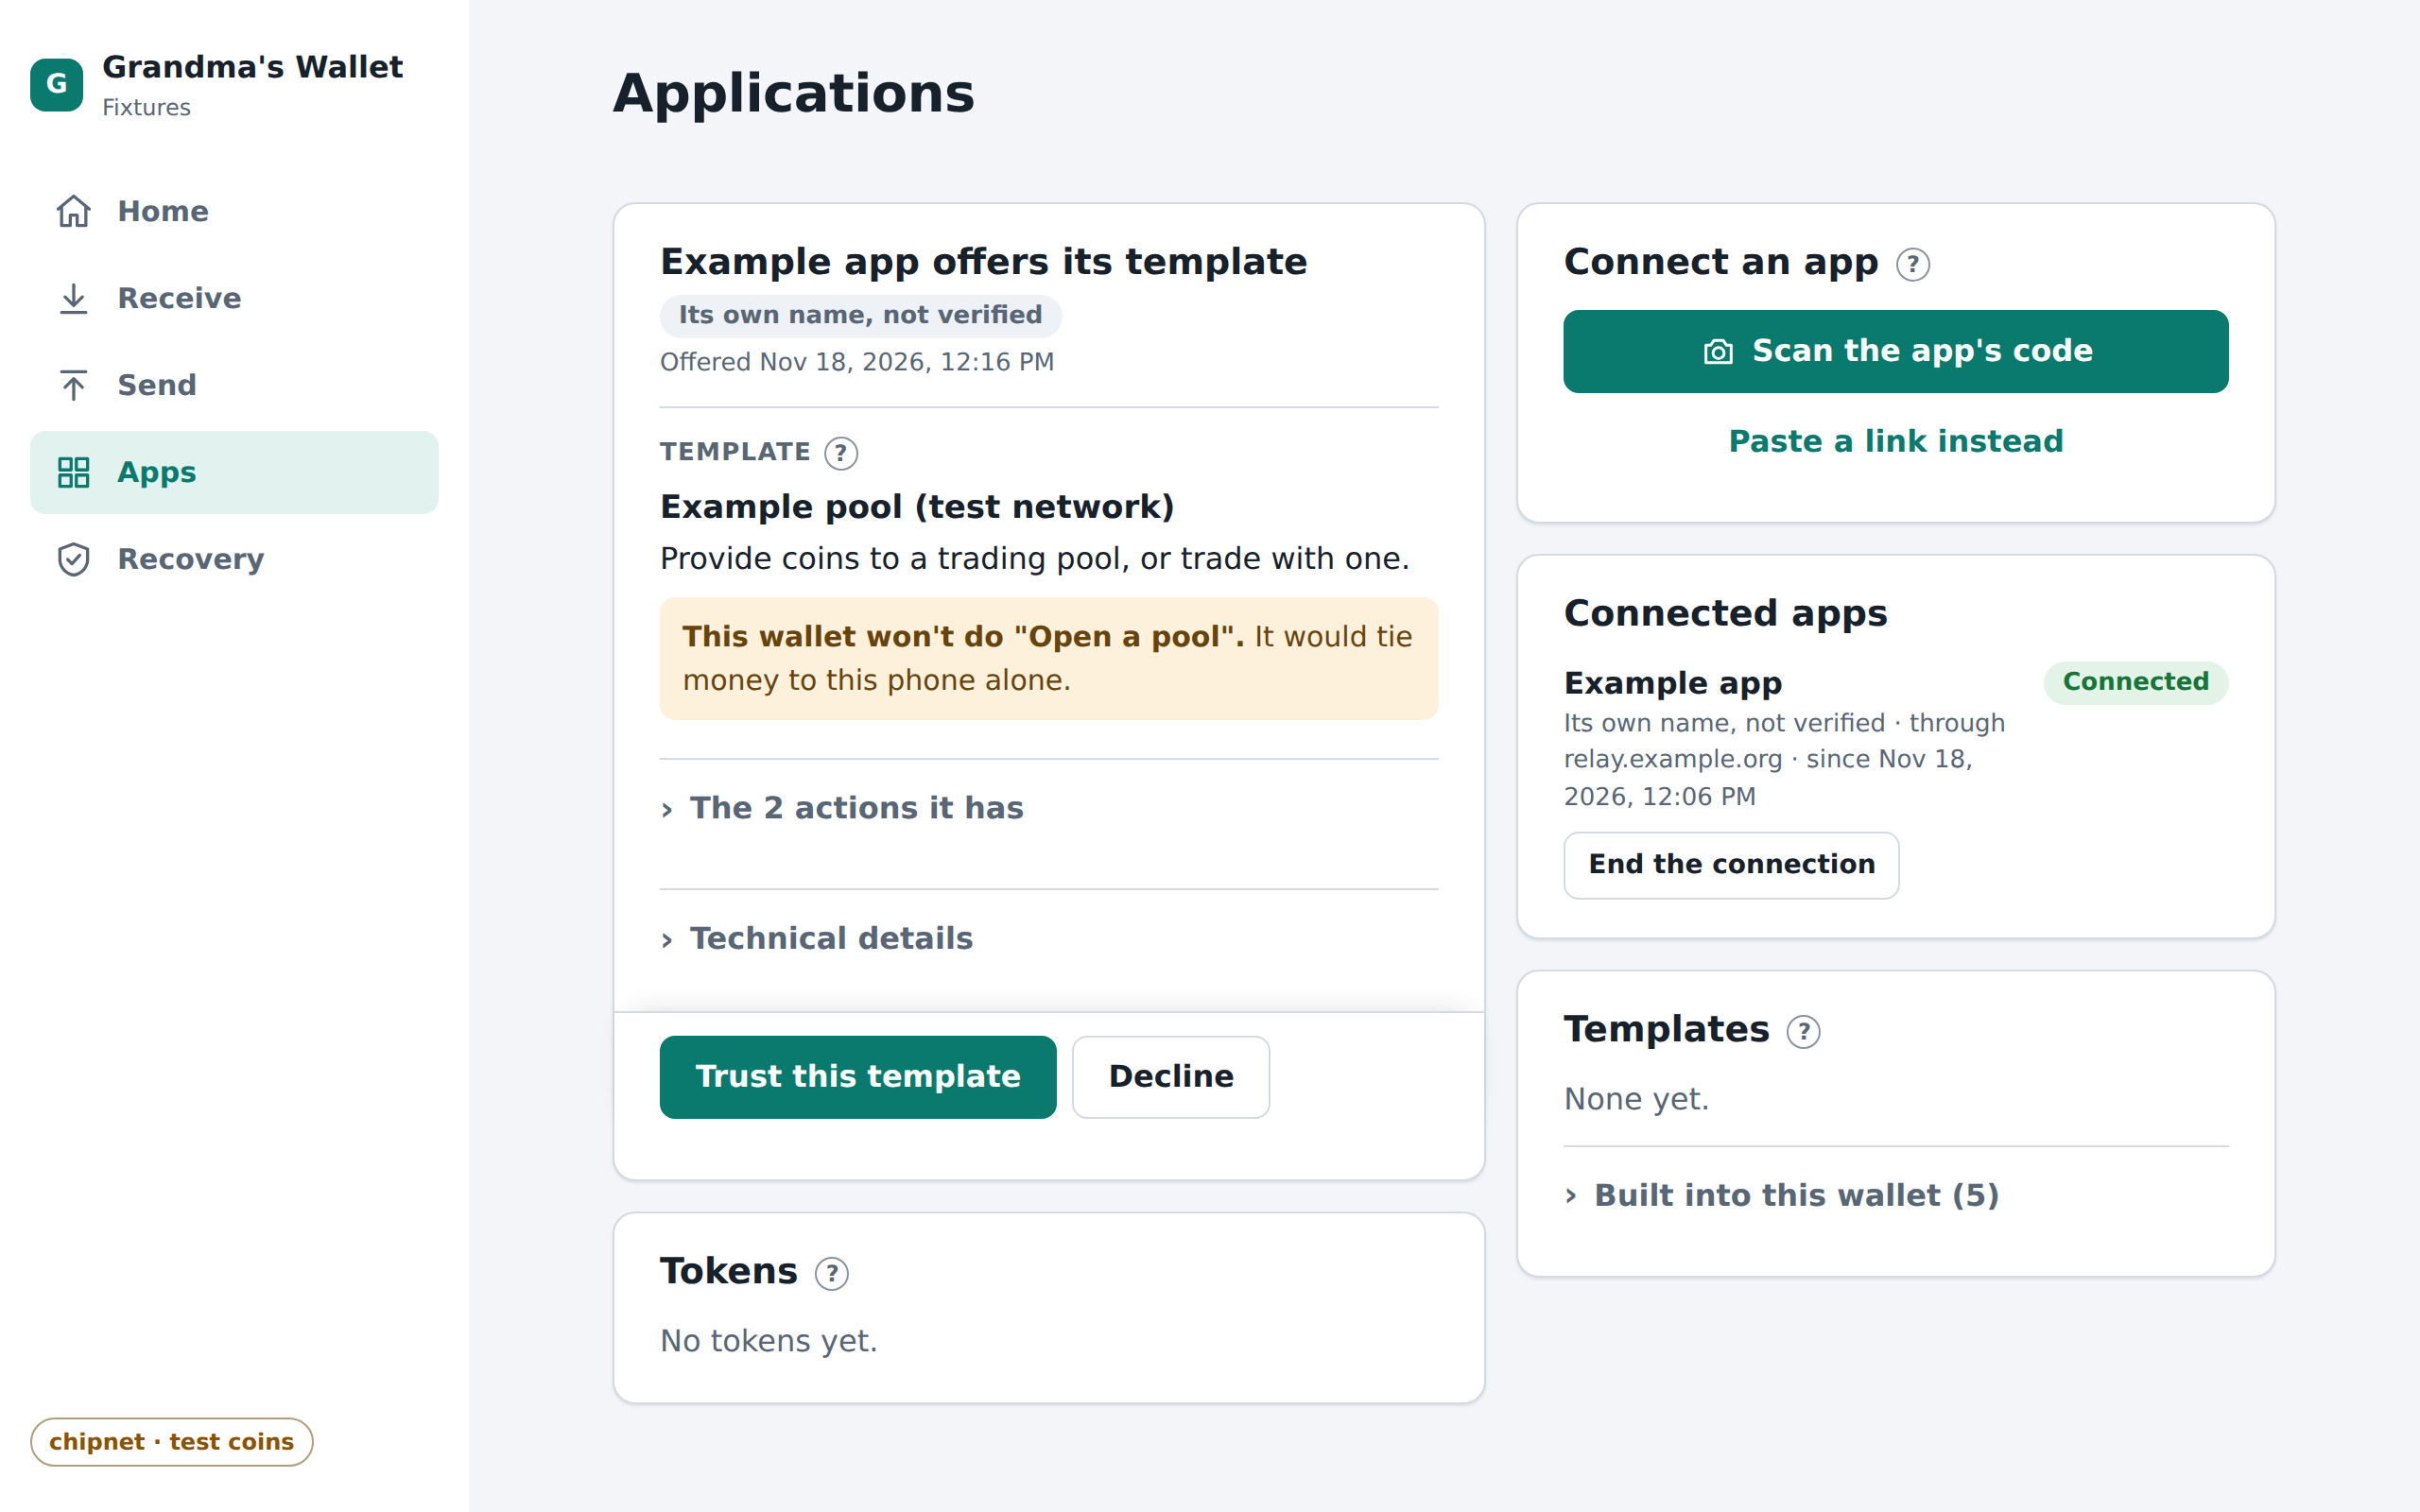 G
Grandma's Wallet
Fixtures
Home
Receive
Send
Apps
Recovery
chipnet · test coins
Applications
Example app offers its template
Its own name, not verified
Offered Nov 18, 2026, 12:16 PM
TEMPLATE ?
Example pool (test network)
Provide coins to a trading pool, or trade with one.
This wallet won't do "Open a pool". It would tie
money to this phone alone.
› The 2 actions it has
› Technical details
Trust this template
Decline
Tokens ?
No tokens yet.
Connect an app ?
Scan the app's code
Paste a link instead
Connected apps
Example app
Connected
Its own name, not verified · through
relay.example.org · since Nov 18,
2026, 12:06 PM
End the connection
Templates ?
None yet.
› Built into this wallet (5)